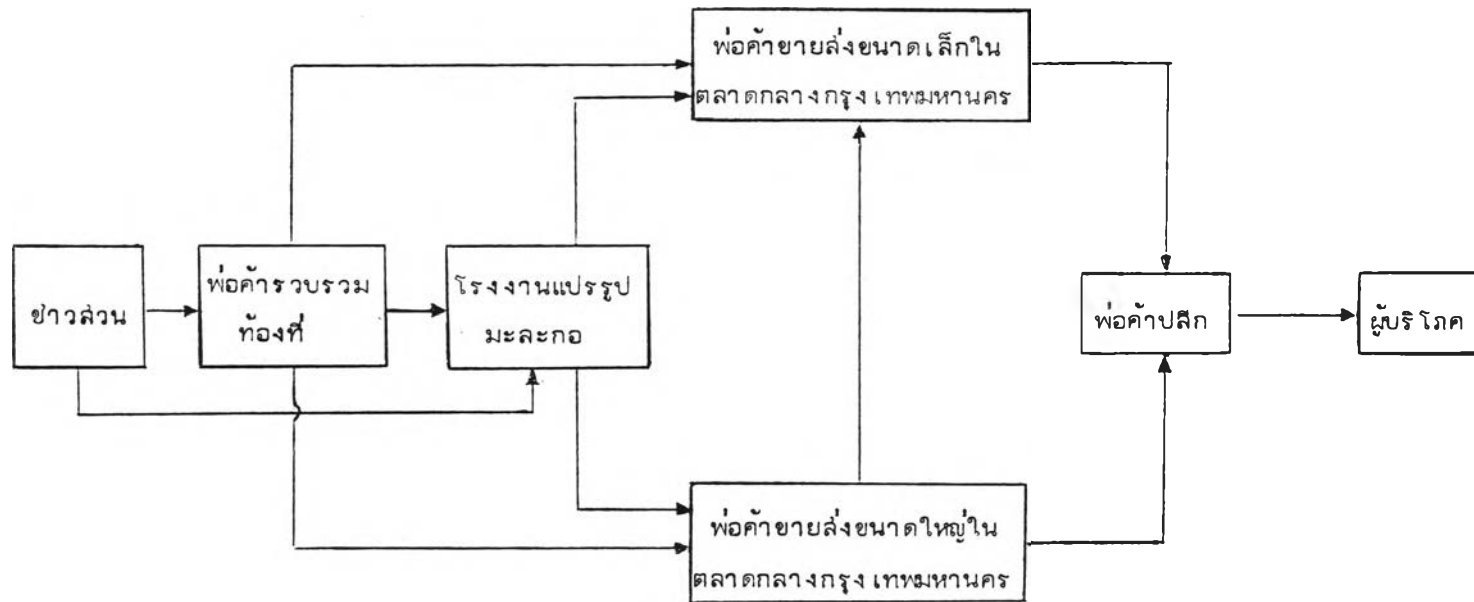 พ่อค้าขายส่งขนาดเล็กใน
ตลาดกลางกรุงเทพมหานคร
ชาวสวน
พ่อค้ารวบรวม
ท้องที่
โรงงานแปรรูป
มะละกอ
พ่อค้าปลีก
ผู้บริโภค
พ่อค้าขายส่งขนาดใหญ่ใน
ตลาดกลางกรุงเทพมหานคร